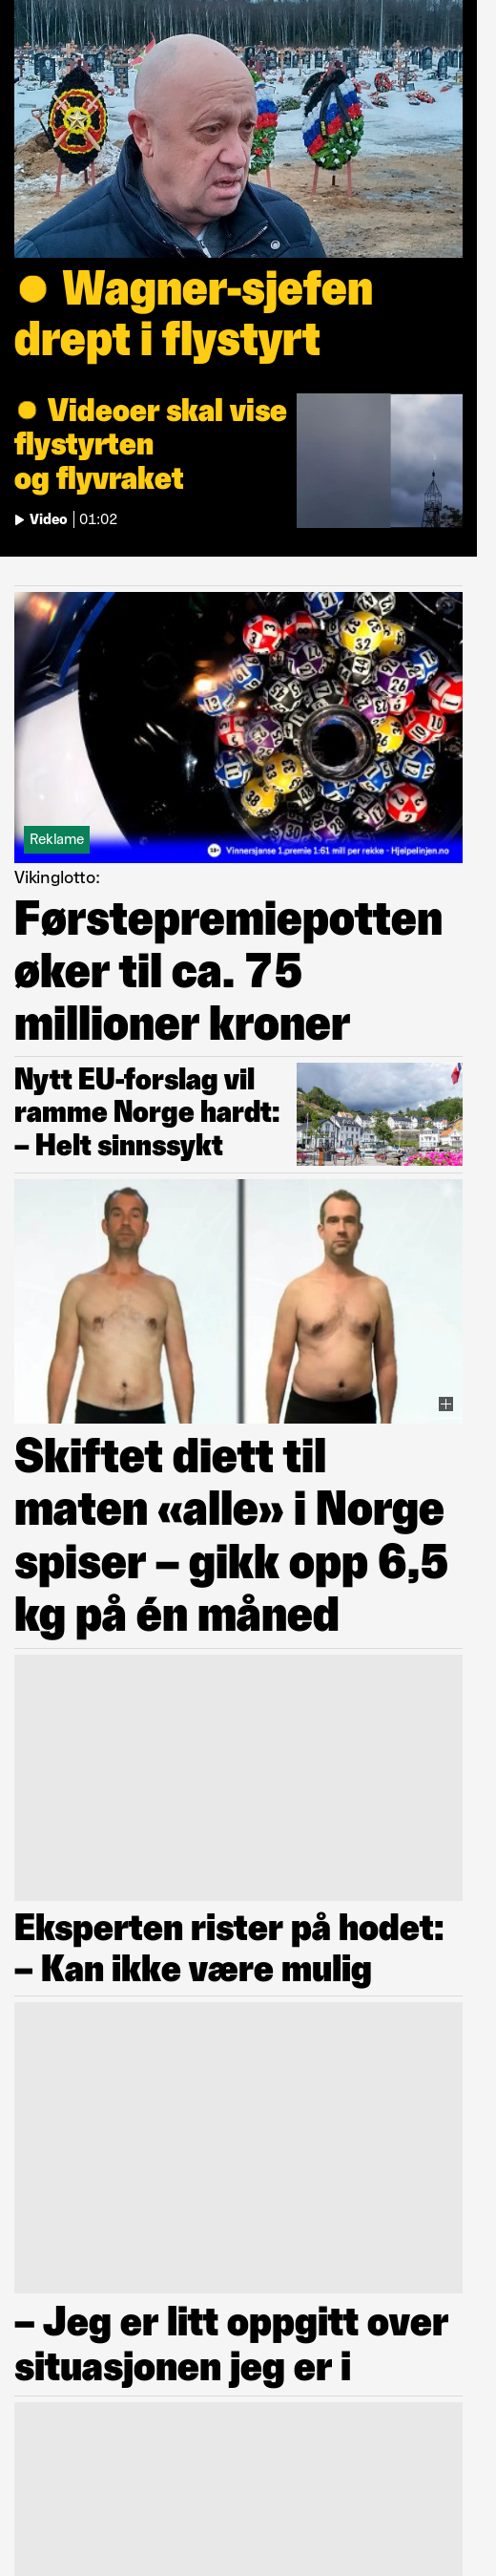 Wagner-sjefen
drept i flystyrt
Videoer skal vise
flystyrten
og flyvraket
Video | 01:02
Reklame
18+ Vinnersjanse 1.premie 1:61 mill per rekke - Hjelpelinjen.no
Vikinglotto:
Førstepremiepotten
øker til ca. 75
millioner kroner
Nytt EU-forslag vil
ramme Norge hardt:
– Helt sinnssykt
Skiftet diett til
maten «alle» i Norge
spiser – gikk opp 6,5
kg på én måned
Eksperten rister på hodet:
– Kan ikke være mulig
– Jeg er litt oppgitt over
situasjonen jeg er i